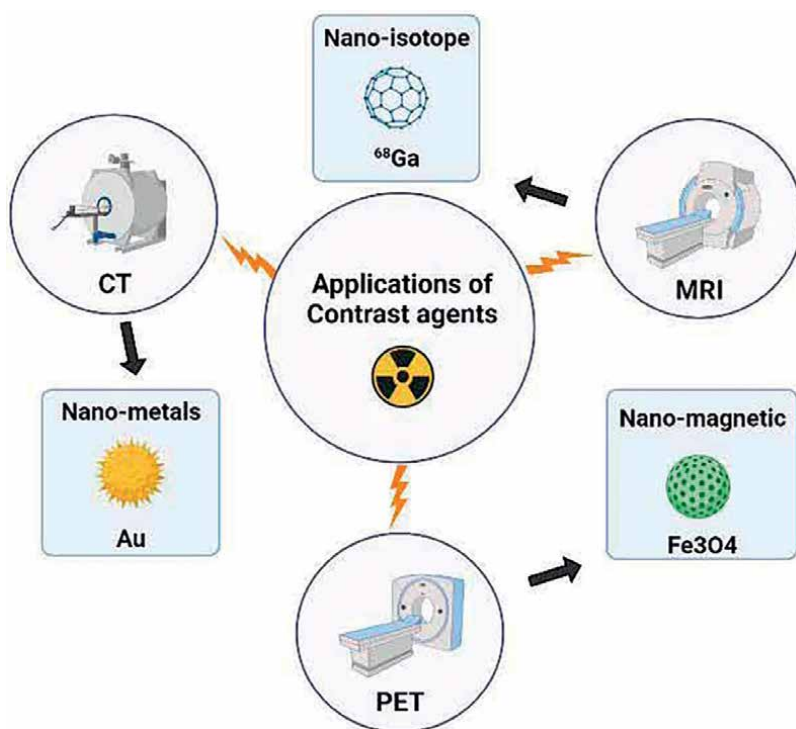 Nano-isotope
⁶⁸Ga
CT
Applications of
Contrast agents
MRI
Nano-metals
Au
Nano-magnetic
Fe3O4
PET